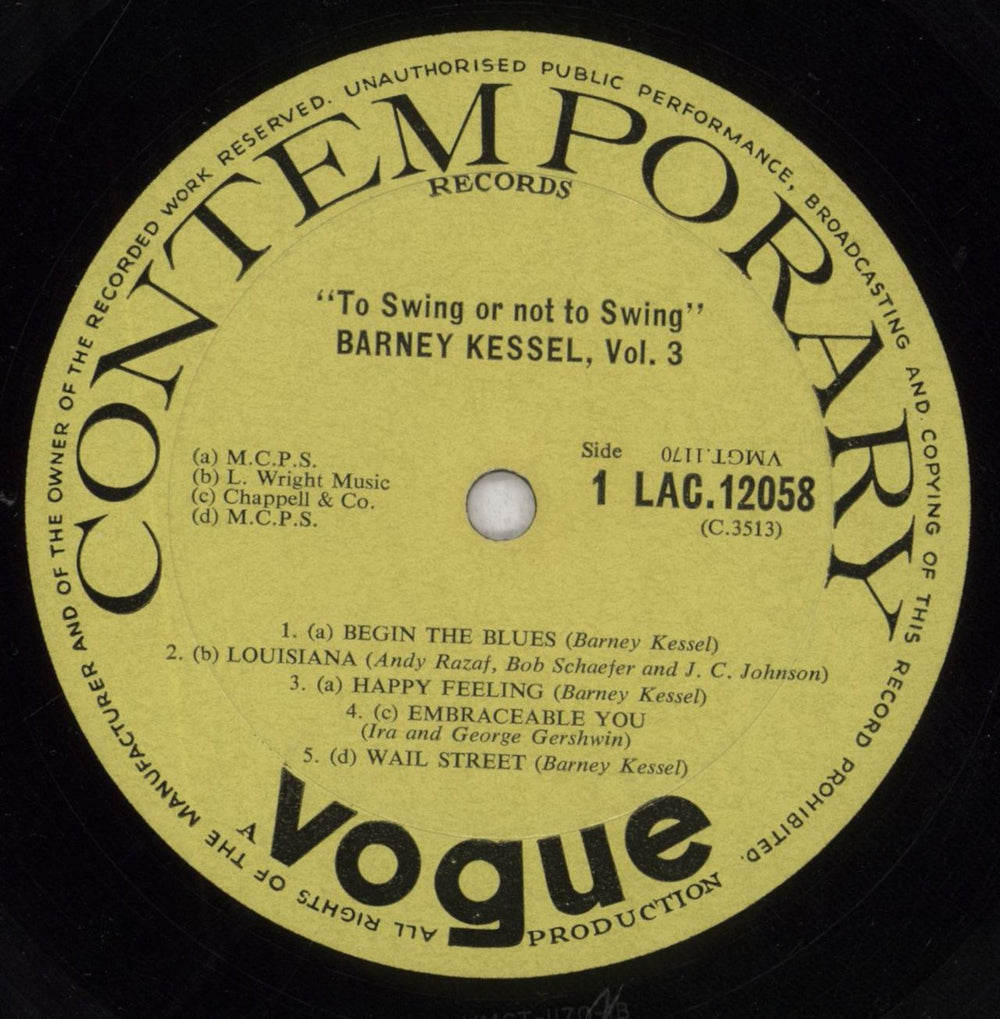 ALL RIGHTS OF THE MANUFACTURER AND OF THE OWNER OF THE RECORDED WORK RESERVED. UNAUTHORISED PUBLIC PERFORMANCE, BROADCASTING AND COPYING OF THIS RECORD PROHIBITED.
CONTEMPORARY
RECORDS
“To Swing or not to Swing”
BARNEY KESSEL, Vol. 3
(a) M.C.P.S.
(b) L. Wright Music
(c) Chappell & Co.
(d) M.C.P.S.
Side
1
VMGT.1170
LAC.12058
(C.3513)
1. (a) BEGIN THE BLUES (Barney Kessel)
2. (b) LOUISIANA (Andy Razaf, Bob Schaefer and J. C. Johnson)
3. (a) HAPPY FEELING (Barney Kessel)
4. (c) EMBRACEABLE YOU
(Ira and George Gershwin)
5. (d) WAIL STREET (Barney Kessel)
A
vogue
PRODUCTION